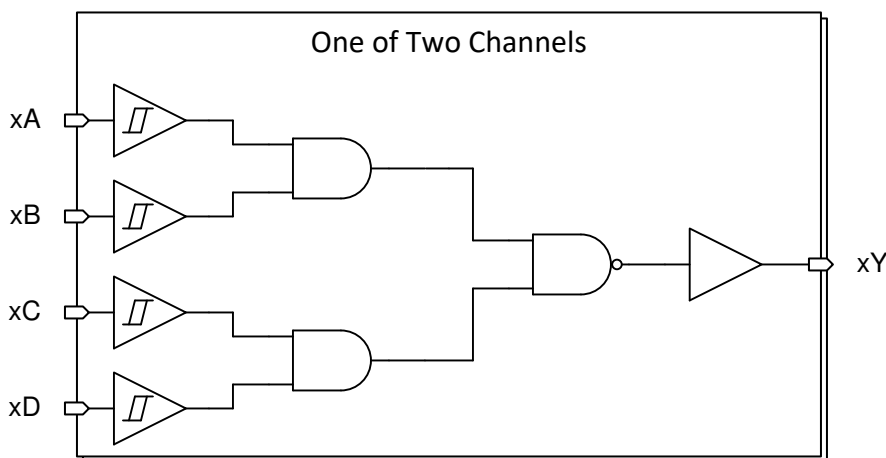 One of Two Channels
xA
xB
xC
xD
xY